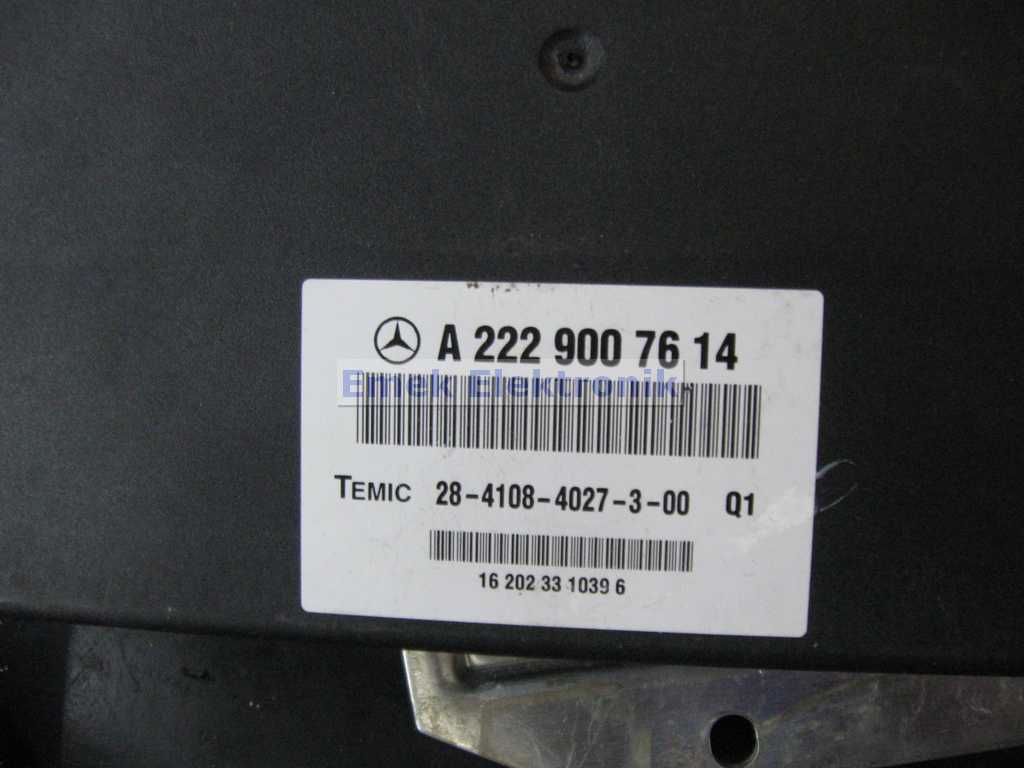 A 222 900 76 14
Emek Elektronik
TEMIC 28-4108-4027-3-00 Q1
16 202 33 1039 6